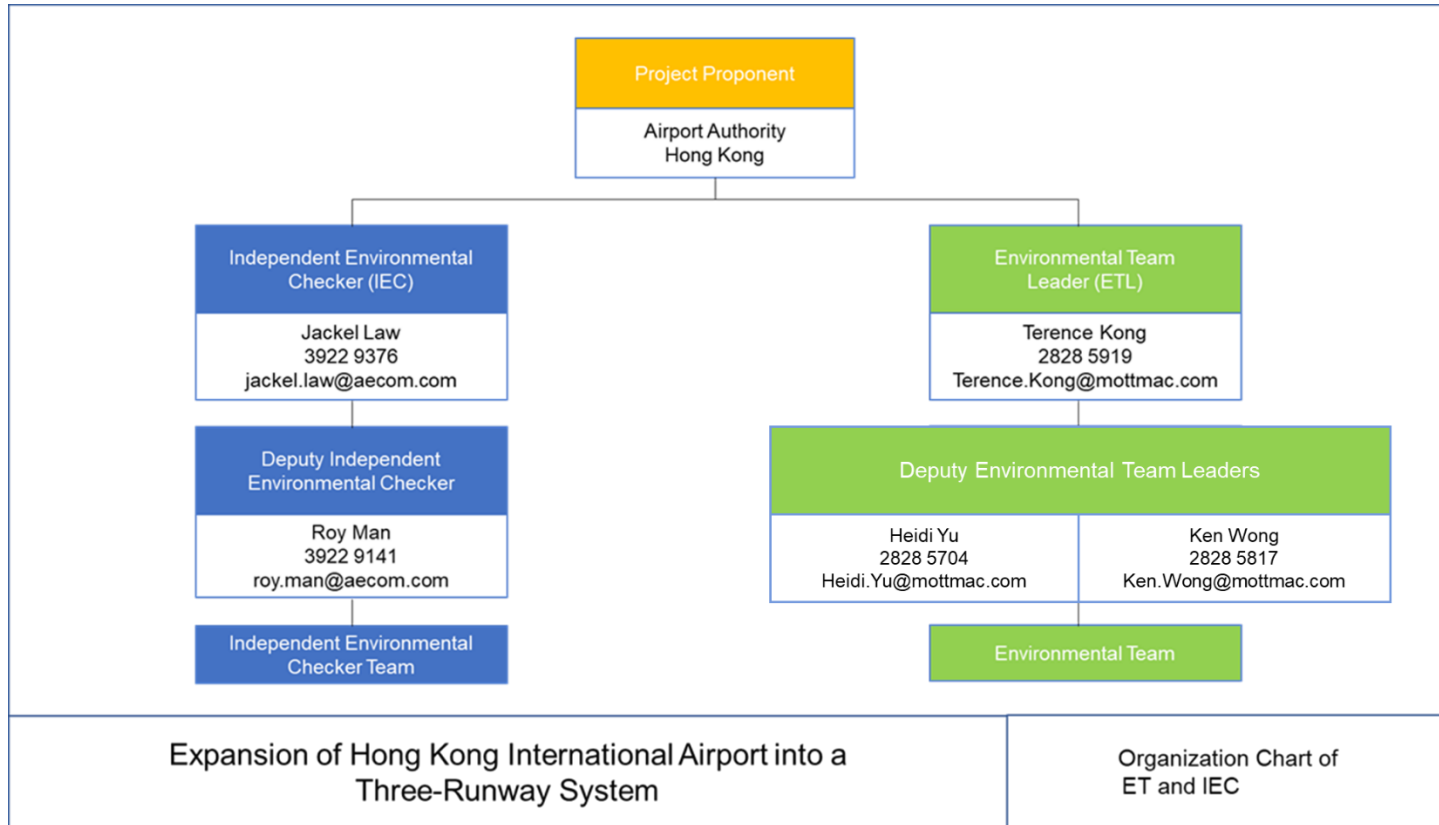 Project Proponent
Airport Authority
Hong Kong
Independent Environmental
Checker (IEC)
Jackel Law
3922 9376
jackel.law@aecom.com
Environmental Team
Leader (ETL)
Terence Kong
2828 5919
Terence.Kong@mottmac.com
Deputy Independent
Environmental Checker
Roy Man
3922 9141
roy.man@aecom.com
Deputy Environmental Team Leaders
Heidi Yu
2828 5704
Heidi.Yu@mottmac.com
Ken Wong
2828 5817
Ken.Wong@mottmac.com
Independent Environmental
Checker Team
Environmental Team
Expansion of Hong Kong International Airport into a
Three-Runway System
Organization Chart of
ET and IEC